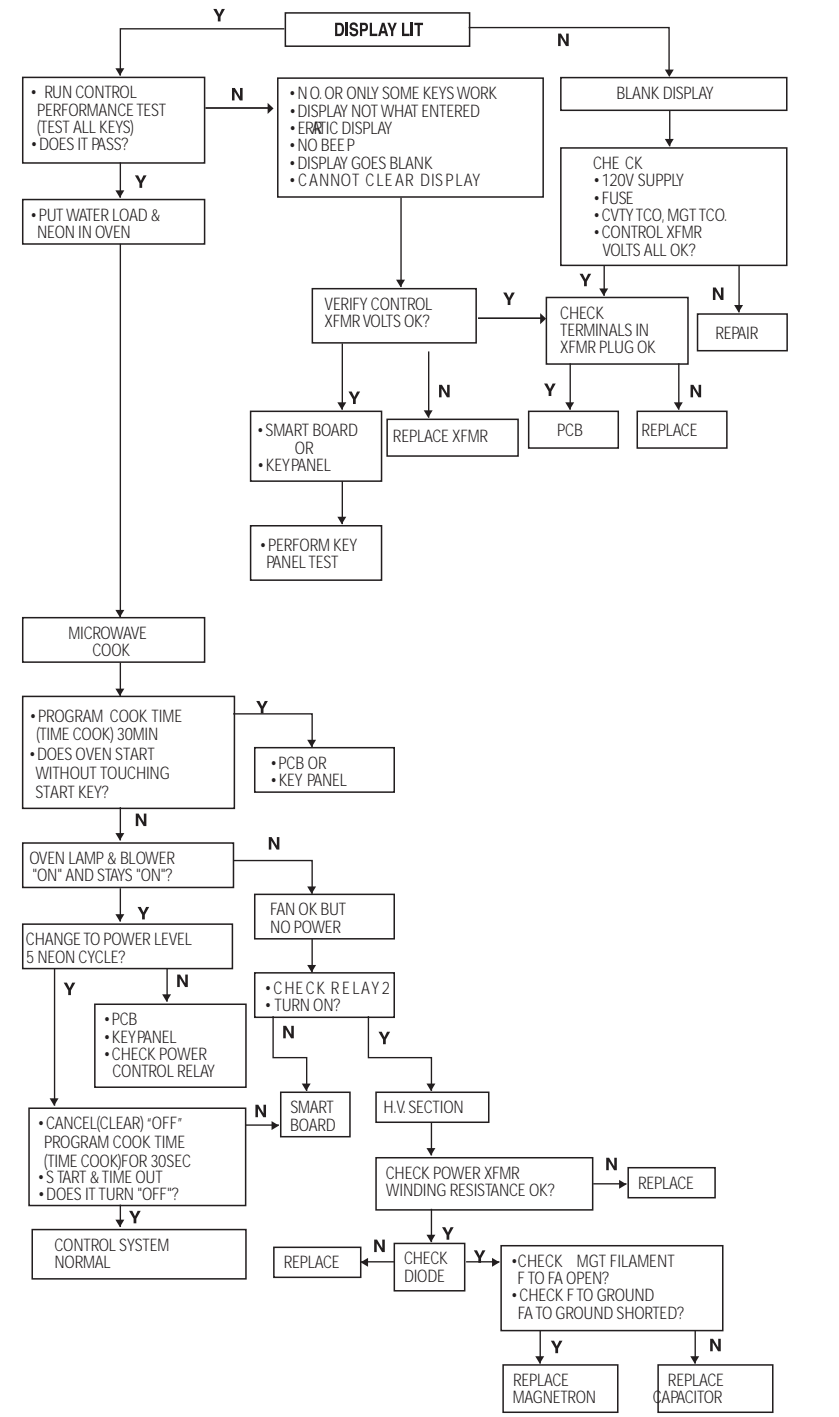 Y
DISPLAY LIT
N
• RUN CONTROL
PERFORMANCE TEST
(TEST ALL KEYS)
• DOES IT PASS?
N
• NO. OR ONLY SOME KEYS WORK
• DISPLAY NOT WHAT ENTERED
• ERRATIC DISPLAY
• NO BEEP
• DISPLAY GOES BLANK
• CANNOT CLEAR DISPLAY
BLANK DISPLAY
CHE CK
• 120V SUPPLY
• FUSE
• CVTY TCO, MGT TCO.
• CONTROL XFMR
VOLTS ALL OK?
Y
• PUT WATER LOAD &
NEON IN OVEN
Y
N
VERIFY CONTROL
XFMR VOLTS OK?
Y
CHECK
TERMINALS IN
XFMR PLUG OK
REPAIR
Y
N
Y
N
• SMART BOARD
OR
• KEYPANEL
REPLACE XFMR
PCB
REPLACE
• PERFORM KEY
PANEL TEST
MICROWAVE
COOK
• PROGRAM COOK TIME
(TIME COOK) 30MIN
• DOES OVEN START
WITHOUT TOUCHING
START KEY?
Y
• PCB OR
• KEY PANEL
N
OVEN LAMP & BLOWER
"ON" AND STAYS "ON"?
N
FAN OK BUT
NO POWER
Y
CHANGE TO POWER LEVEL
5 NEON CYCLE?
Y
N
• CHECK RELAY 2
• TURN ON?
• PCB
• KEYPANEL
• CHECK POWER
CONTROL RELAY
N
Y
• CANCEL(CLEAR) "OFF"
PROGRAM COOK TIME
(TIME COOK)FOR 30SEC
• S TART & TIME OUT
• DOES IT TURN "OFF"?
N
SMART
BOARD
H.V. SECTION
CHECK POWER XFMR
WINDING RESISTANCE OK?
N
REPLACE
Y
CONTROL SYSTEM
NORMAL
Y
REPLACE
N
CHECK
DIODE
Y
• CHECK MGT FILAMENT
F TO FA OPEN?
• CHECK F TO GROUND
FA TO GROUND SHORTED?
Y
N
REPLACE
MAGNETRON
REPLACE
CAPACITOR